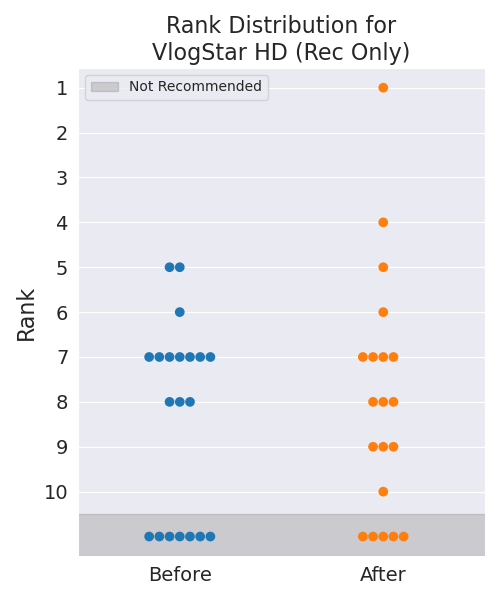 Rank Distribution for
VlogStar HD (Rec Only)
Not Recommended
Rank
1
2
3
4
5
6
7
8
9
10
Before After